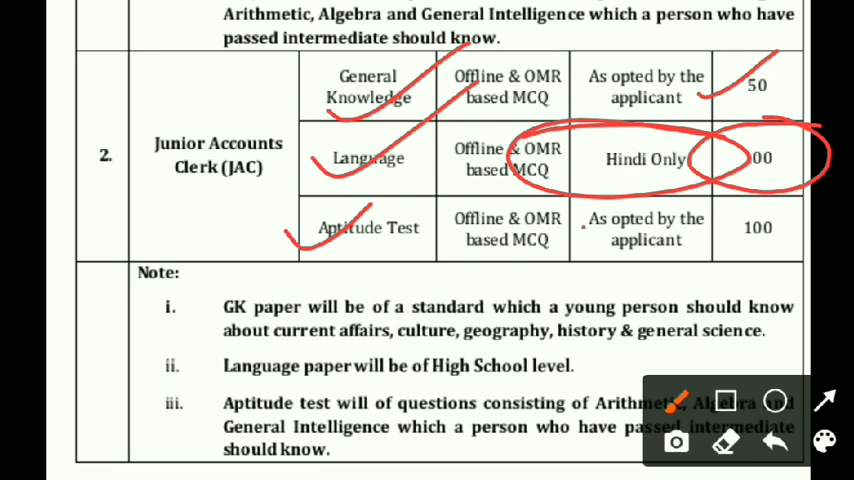 Arithmetic, Algebra and General Intelligence which a person who have
passed intermediate should know.
2.
Junior Accounts
Clerk (JAC)
General
Knowledge
Offline & OMR
based MCQ
As opted by the
applicant
50
Language
Offline & OMR
based MCQ
Hindi Only
00
Aptitude Test
Offline & OMR
based MCQ
As opted by the
applicant
100
Note:
i. GK paper will be of a standard which a young person should know
about current affairs, culture, geography, history & general science.
ii. Language paper will be of High School level.
iii. Aptitude test will of questions consisting of Arithmetic, Algebra and
General Intelligence which a person who have passed intermediate
should know.